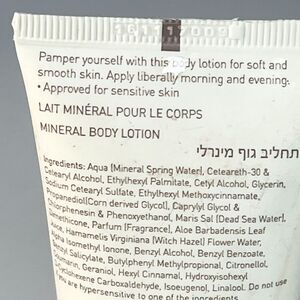 Pamper yourself with this body lotion for soft and
smooth skin. Apply liberally morning and evening.
• Approved for sensitive skin
LAIT MINÉRAL POUR LE CORPS
MINERAL BODY LOTION
תחליב גוף מינרלי
Ingredients: Aqua (Mineral Spring Water), Ceteareth-30 &
Cetearyl Alcohol, Ethylhexyl Palmitate, Cetyl Alcohol, Glycerin,
Sodium Cetearyl Sulfate, Ethylhexyl Methoxycinnamate,
Propanediol(Corn derived Glycol), Caprylyl Glycol &
Chlorphenesin & Phenoxyethanol, Maris Sal (Dead Sea Water),
Dimethicone, Parfum (Fragrance), Aloe Barbadensis Leaf
Juice, Hamamelis Virginiana (Witch Hazel) Flower Water,
Alpha Isomethyl Ionone, Benzyl Alcohol, Benzyl Benzoate,
Benzyl Salicylate, Butylphenyl Methylpropional, Citronellol,
Coumarin, Geraniol, Hexyl Cinnamal, Hydroxyisohexyl
Cyclohexene Carboxaldehyde, Isoeugenol, Linalool. Do not use
if you are hypersensitive to one of the ingredients